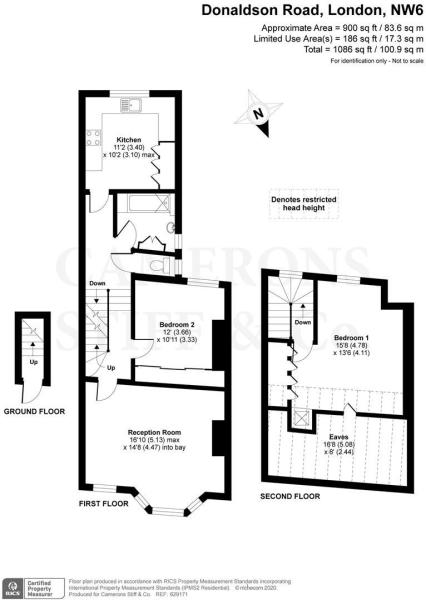 Donaldson Road, London, NW6
Approximate Area = 900 sq ft / 83.6 sq m
Limited Use Area(s) = 186 sq ft / 17.3 sq m
Total = 1086 sq ft / 100.9 sq m
For identification only - Not to scale
Kitchen
11'2 (3.40)
x 10'2 (3.10) max
N
Denotes restricted
head height
CAMERONS
STIFF & Co.
Down
Bedroom 2
12' (3.66)
x 10'11 (3.33)
Up
Up
GROUND FLOOR
Reception Room
16'10 (5.13) max
x 14'8 (4.47) into bay
FIRST FLOOR
Down
Bedroom 1
15'8 (4.78)
x 13'6 (4.11)
Eaves
16'8 (5.08)
x 8' (2.44)
SECOND FLOOR
RICS
Certified
Property
Measurer
Floor plan produced in accordance with RICS Property Measurement Standards incorporating
International Property Measurement Standards (IPMS2 Residential). © nichecom 2020.
Produced for Camerons Stiff & Co. REF: 629171